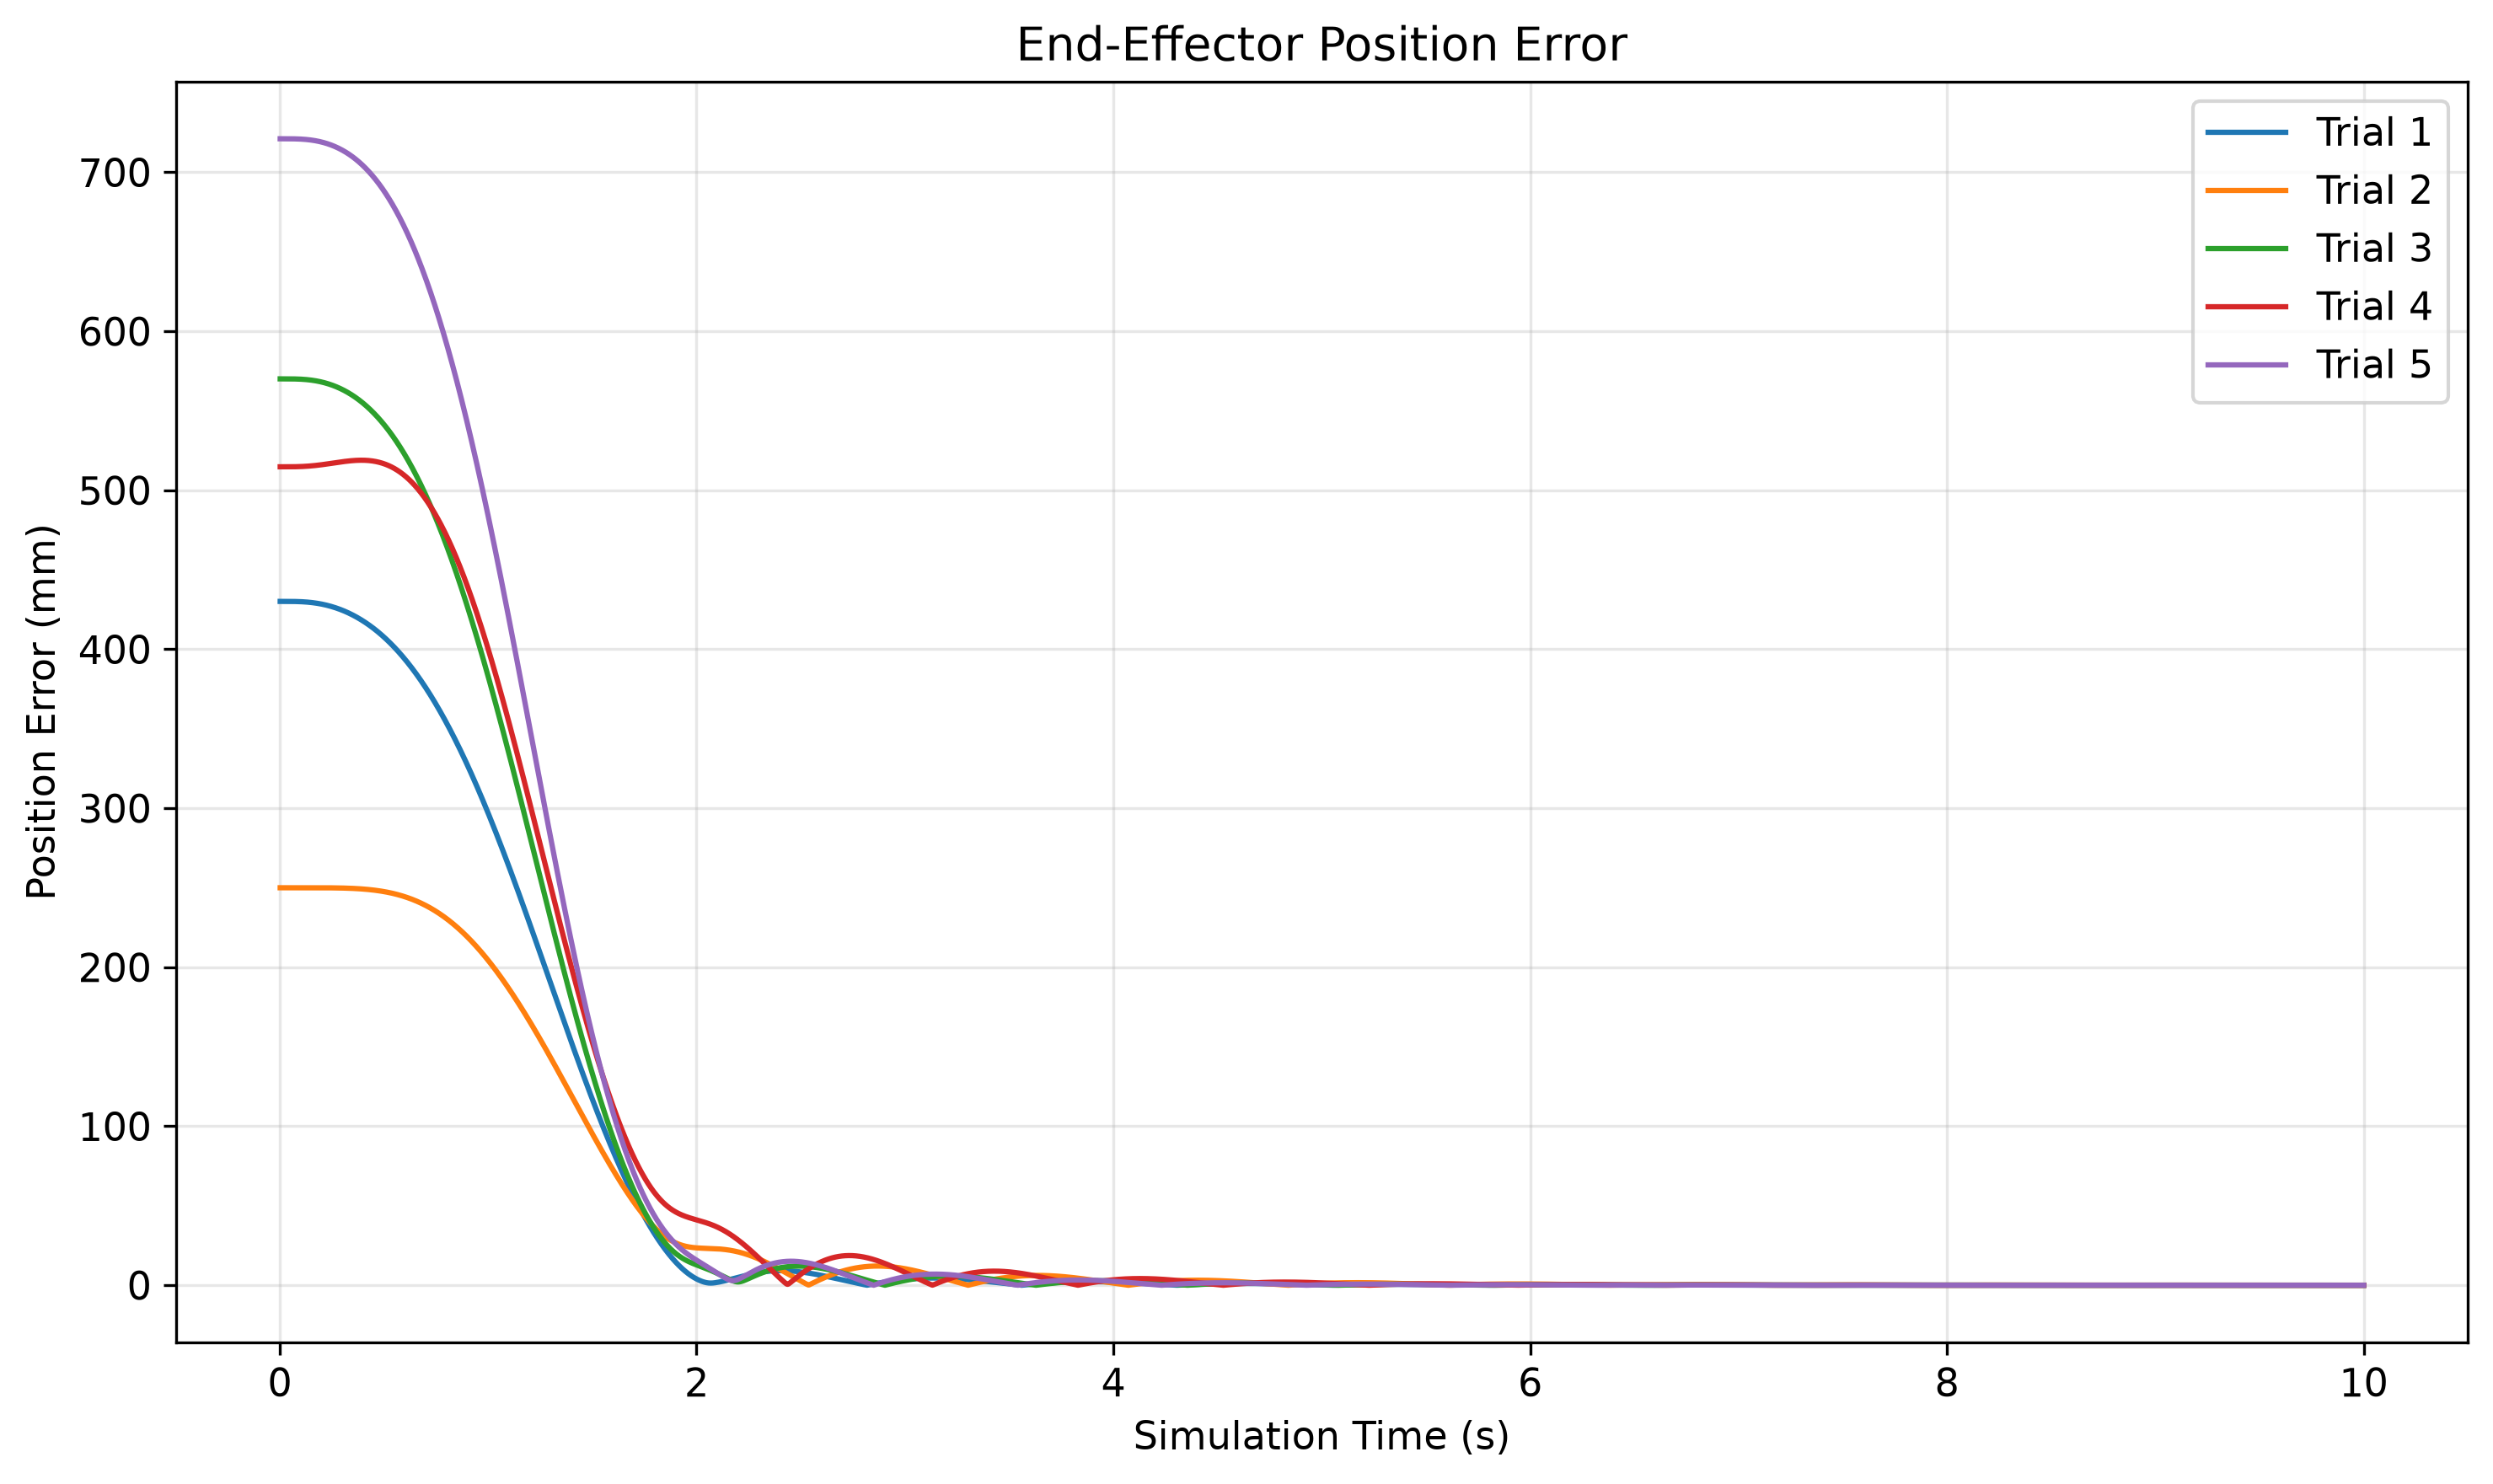 End-Effector Position Error
Trial 1
Trial 2
Trial 3
Trial 4
Trial 5
Position Error (mm)
700
600
500
400
300
200
100
0
0 2 4 6 8 10
Simulation Time (s)